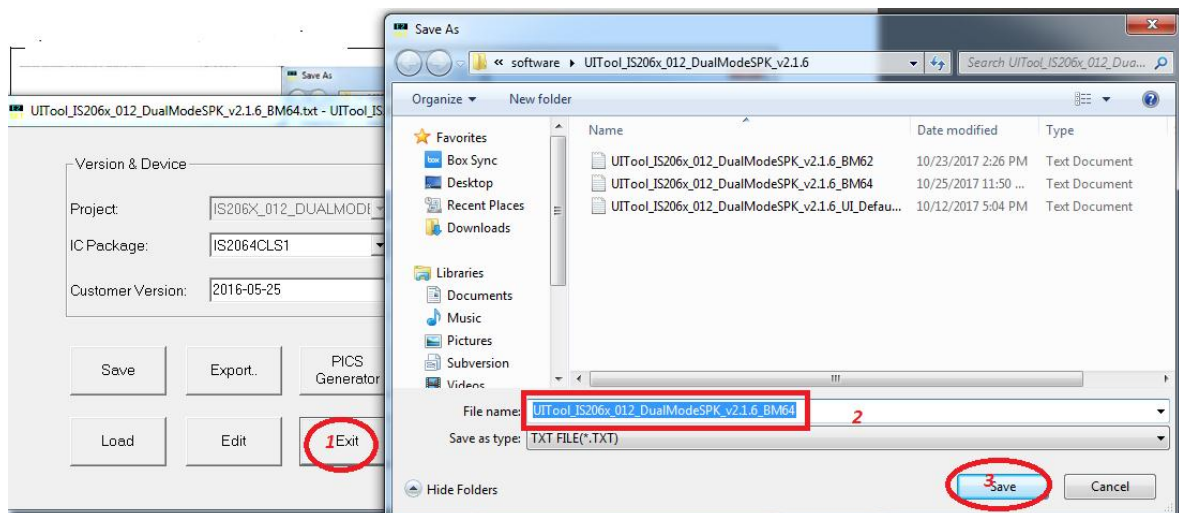 Save As
Save As
« software ▸ UITool_IS206x_012_DualModeSPK_v2.1.6
Search UITool_IS206x_012_Dua...
Organize ▾ New folder
UITool_IS206x_012_DualModeSPK_v2.1.6_BM64.txt - UITool_IS
Version & Device
Project: IS206X_012_DUALMODE
IC Package: IS2064CLS1
Customer Version: 2016-05-25
Save Export.. PICS Generator
Load Edit 1 Exit
Favorites
Box Sync
Desktop
Recent Places
Downloads
Libraries
Documents
Music
Pictures
Subversion
Videos
Name Date modified Type
UITool_IS206x_012_DualModeSPK_v2.1.6_BM62 10/23/2017 2:26 PM Text Document
UITool_IS206x_012_DualModeSPK_v2.1.6_BM64 10/25/2017 11:50 ... Text Document
UITool_IS206x_012_DualModeSPK_v2.1.6_UI_Defau... 10/12/2017 5:04 PM Text Document
File name: UITool_IS206x_012_DualModeSPK_v2.1.6_BM64 2
Save as type: TXT FILE(*.TXT)
Hide Folders 3 Save Cancel